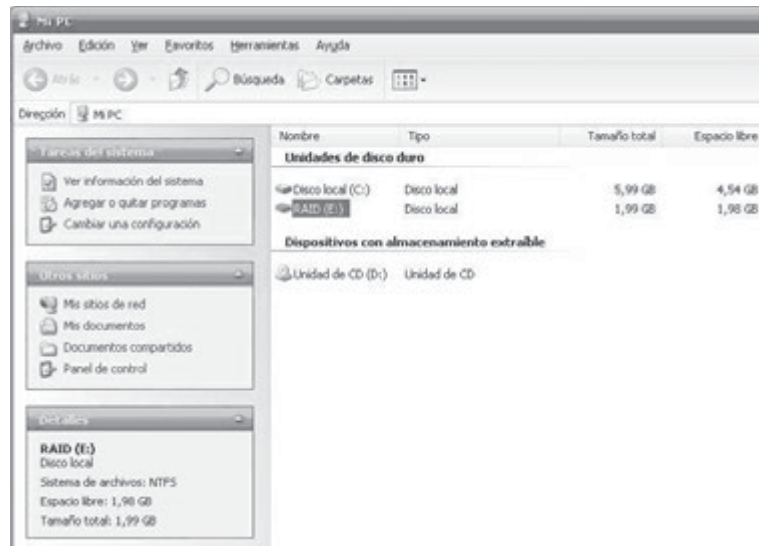 Mi PC
Archivo Edición Ver Favoritos Herramientas Ayuda
Atrás Búsqueda Carpetas
Dirección Mi PC
Tareas del sistema
Ver información del sistema
Agregar o quitar programas
Cambiar una configuración
Otros sitios
Mis sitios de red
Mis documentos
Documentos compartidos
Panel de control
Detalles
RAID (E:)
Disco local
Sistema de archivos: NTFS
Espacio libre: 1,98 GB
Tamaño total: 1,99 GB
Nombre Tipo Tamaño total Espacio libre
Unidades de disco duro
Disco local (C:) Disco local 5,99 GB 4,54 GB
RAID (E:) Disco local 1,99 GB 1,98 GB
Dispositivos con almacenamiento extraíble
Unidad de CD (D:) Unidad de CD